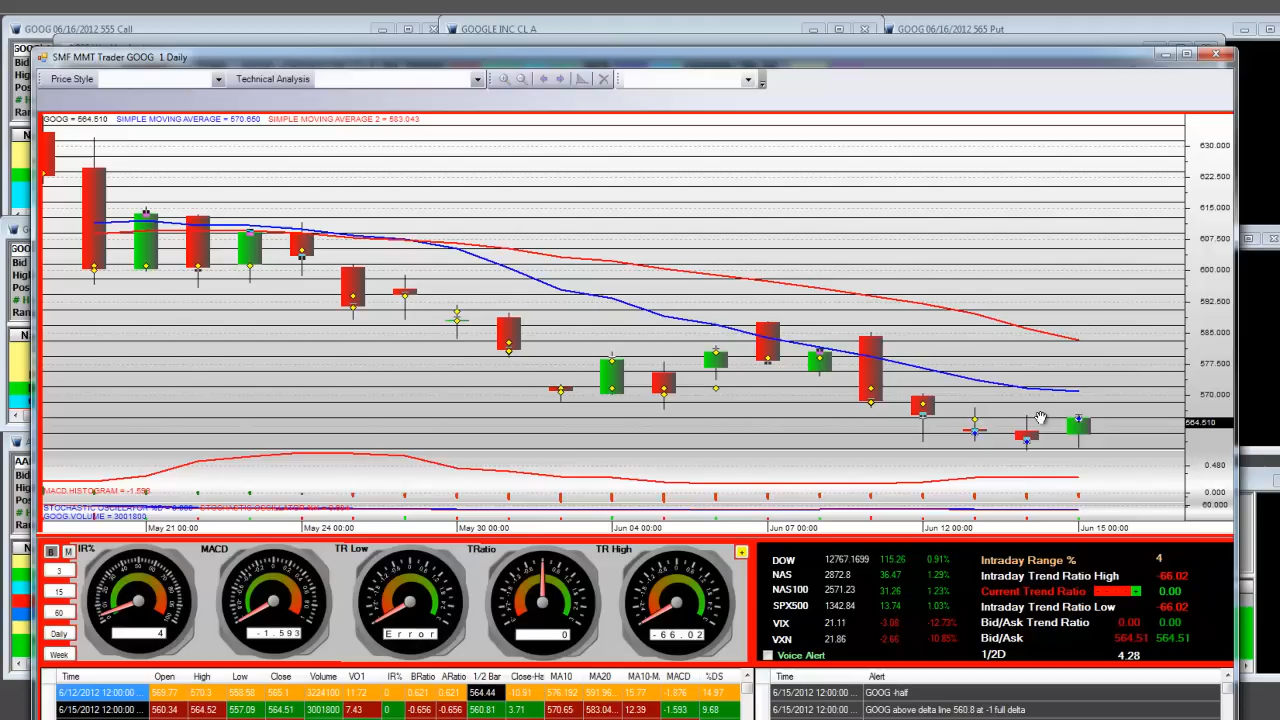 GOOG 06/16/2012 555 Call
GOOGLE INC CL A
GOOG 06/16/2012 565 Put
SMF MMT Trader GOOG 1 Daily
Price Style
Technical Analysis
GOOG = 564.510 SIMPLE MOVING AVERAGE = 570.650 SIMPLE MOVING AVERAGE 2 = 583.043
630.000
622.500
615.000
607.500
600.000
592.500
585.000
577.500
570.000
564.510
0.480
0.000
60.000
MACD HISTOGRAM = -1.593
GOOG.VOLUME = 3001800
May 21 00:00
May 24 00:00
May 30 00:00
Jun 04 00:00
Jun 07 00:00
Jun 12 00:00
Jun 15 00:00
B M
3
15
60
Daily
Week
IR% MACD TR Low TRatio TR High
4 -1.593 Error 0 -66.02
DOW 12767.1699 115.26 0.91%
NAS 2872.8 36.47 1.29%
NAS100 2571.23 31.26 1.23%
SPX500 1342.84 13.74 1.03%
VIX 21.11 -3.08 -12.73%
VXN 21.86 -2.66 -10.85%
Voice Alert
Intraday Range % 4
Intraday Trend Ratio High -66.02
Current Trend Ratio 0.00
Intraday Trend Ratio Low -66.02
Bid/Ask Trend Ratio 0.00 0.00
Bid/Ask 564.51 564.51
1/2D 4.28
Time Open High Low Close Volume VO1 IR% BRatio ARatio 1/2 Bar Close-Ha MA10 MA20 MA10-M. MACD %DS
6/12/2012 12:00:00 ... 569.77 570.3 558.58 565.1 3224100 11.72 0.621 0.621 564.44 -10.91 576.192 591.96... 15.77 -1.876 14.97
6/15/2012 12:00:00 ... 560.34 564.52 557.09 564.51 3001800 7.43 -0.656 -0.656 560.81 3.71 570.65 583.04... 12.39 -1.593 9.68
Time Alert
6/15/2012 12:00:00 ... GOOG -half
6/15/2012 12:00:00 ... GOOG above delta line 560.8 at -1 full delta